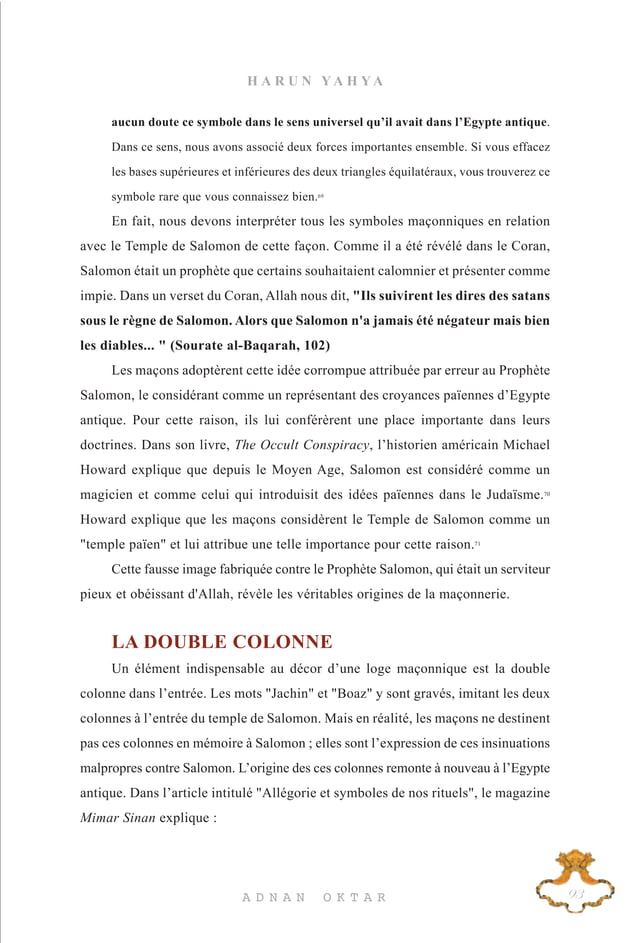 HARUN YAHYA
aucun doute ce symbole dans le sens universel qu’il avait dans l’Egypte antique.
Dans ce sens, nous avons associé deux forces importantes ensemble. Si vous effacez
les bases supérieures et inférieures des deux triangles équilatéraux, vous trouverez ce
symbole rare que vous connaissez bien.⁶⁹
En fait, nous devons interpréter tous les symboles maçonniques en relation
avec le Temple de Salomon de cette façon. Comme il a été révélé dans le Coran,
Salomon était un prophète que certains souhaitaient calomnier et présenter comme
impie. Dans un verset du Coran, Allah nous dit, "Ils suivirent les dires des satans
sous le règne de Salomon. Alors que Salomon n'a jamais été négateur mais bien
les diables... " (Sourate al-Baqarah, 102)
Les maçons adoptèrent cette idée corrompue attribuée par erreur au Prophète
Salomon, le considérant comme un représentant des croyances païennes d’Egypte
antique. Pour cette raison, ils lui conférèrent une place importante dans leurs
doctrines. Dans son livre, The Occult Conspiracy, l’historien américain Michael
Howard explique que depuis le Moyen Age, Salomon est considéré comme un
magicien et comme celui qui introduisit des idées païennes dans le Judaïsme.⁷⁰
Howard explique que les maçons considèrent le Temple de Salomon comme un
"temple païen" et lui attribue une telle importance pour cette raison.⁷¹
Cette fausse image fabriquée contre le Prophète Salomon, qui était un serviteur
pieux et obéissant d'Allah, révèle les véritables origines de la maçonnerie.
LA DOUBLE COLONNE
Un élément indispensable au décor d’une loge maçonnique est la double
colonne dans l’entrée. Les mots "Jachin" et "Boaz" y sont gravés, imitant les deux
colonnes à l’entrée du temple de Salomon. Mais en réalité, les maçons ne destinent
pas ces colonnes en mémoire à Salomon ; elles sont l’expression de ces insinuations
malpropres contre Salomon. L’origine des ces colonnes remonte à nouveau à l’Egypte
antique. Dans l’article intitulé "Allégorie et symboles de nos rituels", le magazine
Mimar Sinan explique :
ADNAN OKTAR
93